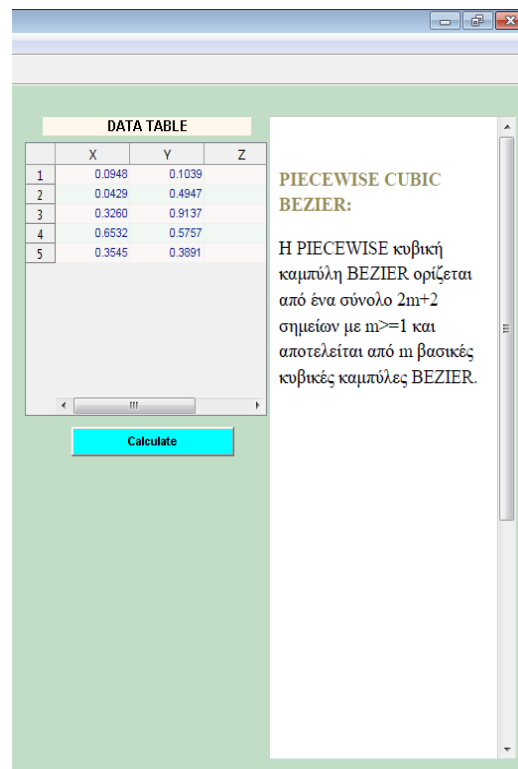 DATA TABLE
X Y Z
1 0.0948 0.1039
2 0.0429 0.4947
3 0.3260 0.9137
4 0.6532 0.5757
5 0.3545 0.3891
Calculate
PIECEWISE CUBIC
BEZIER:
Η PIECEWISE κυβική
καμπύλη BEZIER ορίζεται
από ένα σύνολο 2m+2
σημείων με m>=1 και
αποτελείται από m βασικές
κυβικές καμπύλες BEZIER.